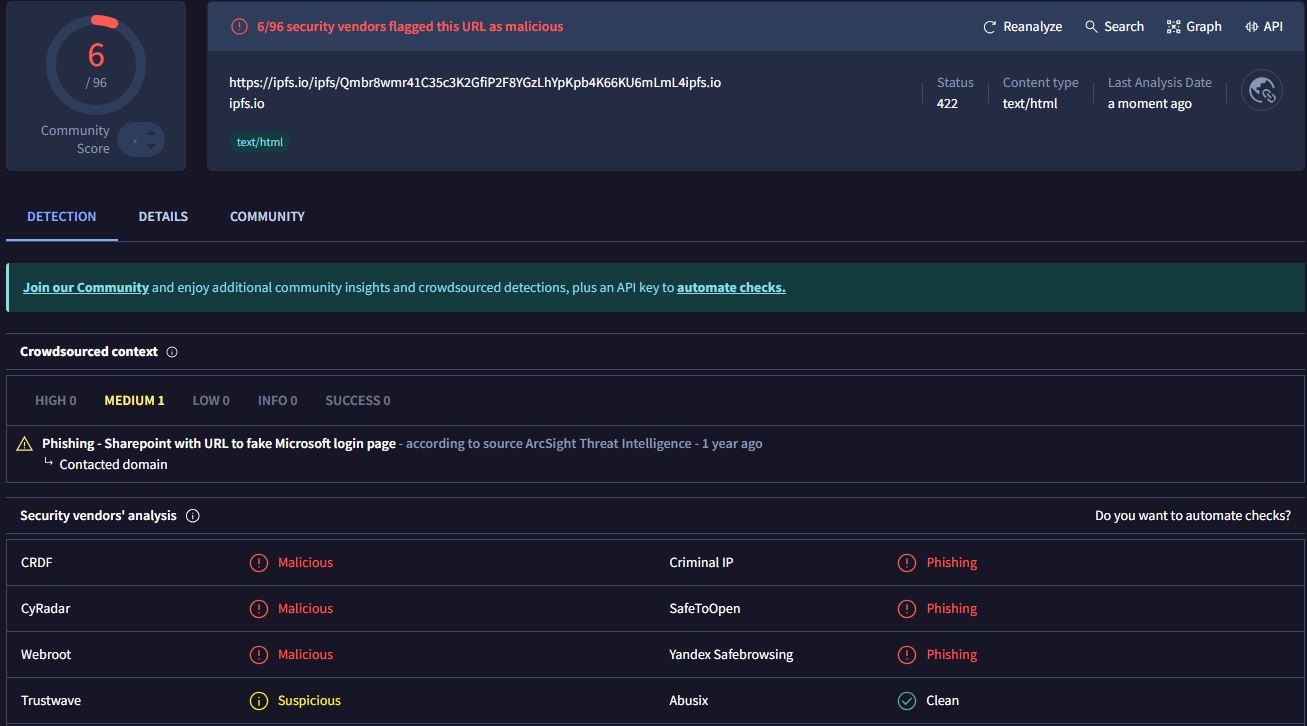 6
/ 96
Community
Score
6/96 security vendors flagged this URL as malicious
Reanalyze
Search
Graph
API
https://ipfs.io/ipfs/Qmbr8wmr41C35c3K2GfiP2F8YGzLhYpKpb4K66KU6mLmL4ipfs.io
ipfs.io
text/html
Status
422
Content type
text/html
Last Analysis Date
a moment ago
DETECTION DETAILS COMMUNITY
Join our Community and enjoy additional community insights and crowdsourced detections, plus an API key to automate checks.
Crowdsourced context
HIGH 0 MEDIUM 1 LOW 0 INFO 0 SUCCESS 0
Phishing - Sharepoint with URL to fake Microsoft login page - according to source ArcSight Threat Intelligence - 1 year ago
Contacted domain
Security vendors' analysis
Do you want to automate checks?
CRDF Malicious Criminal IP Phishing
CyRadar Malicious SafeToOpen Phishing
Webroot Malicious Yandex Safebrowsing Phishing
Trustwave Suspicious Abusix Clean